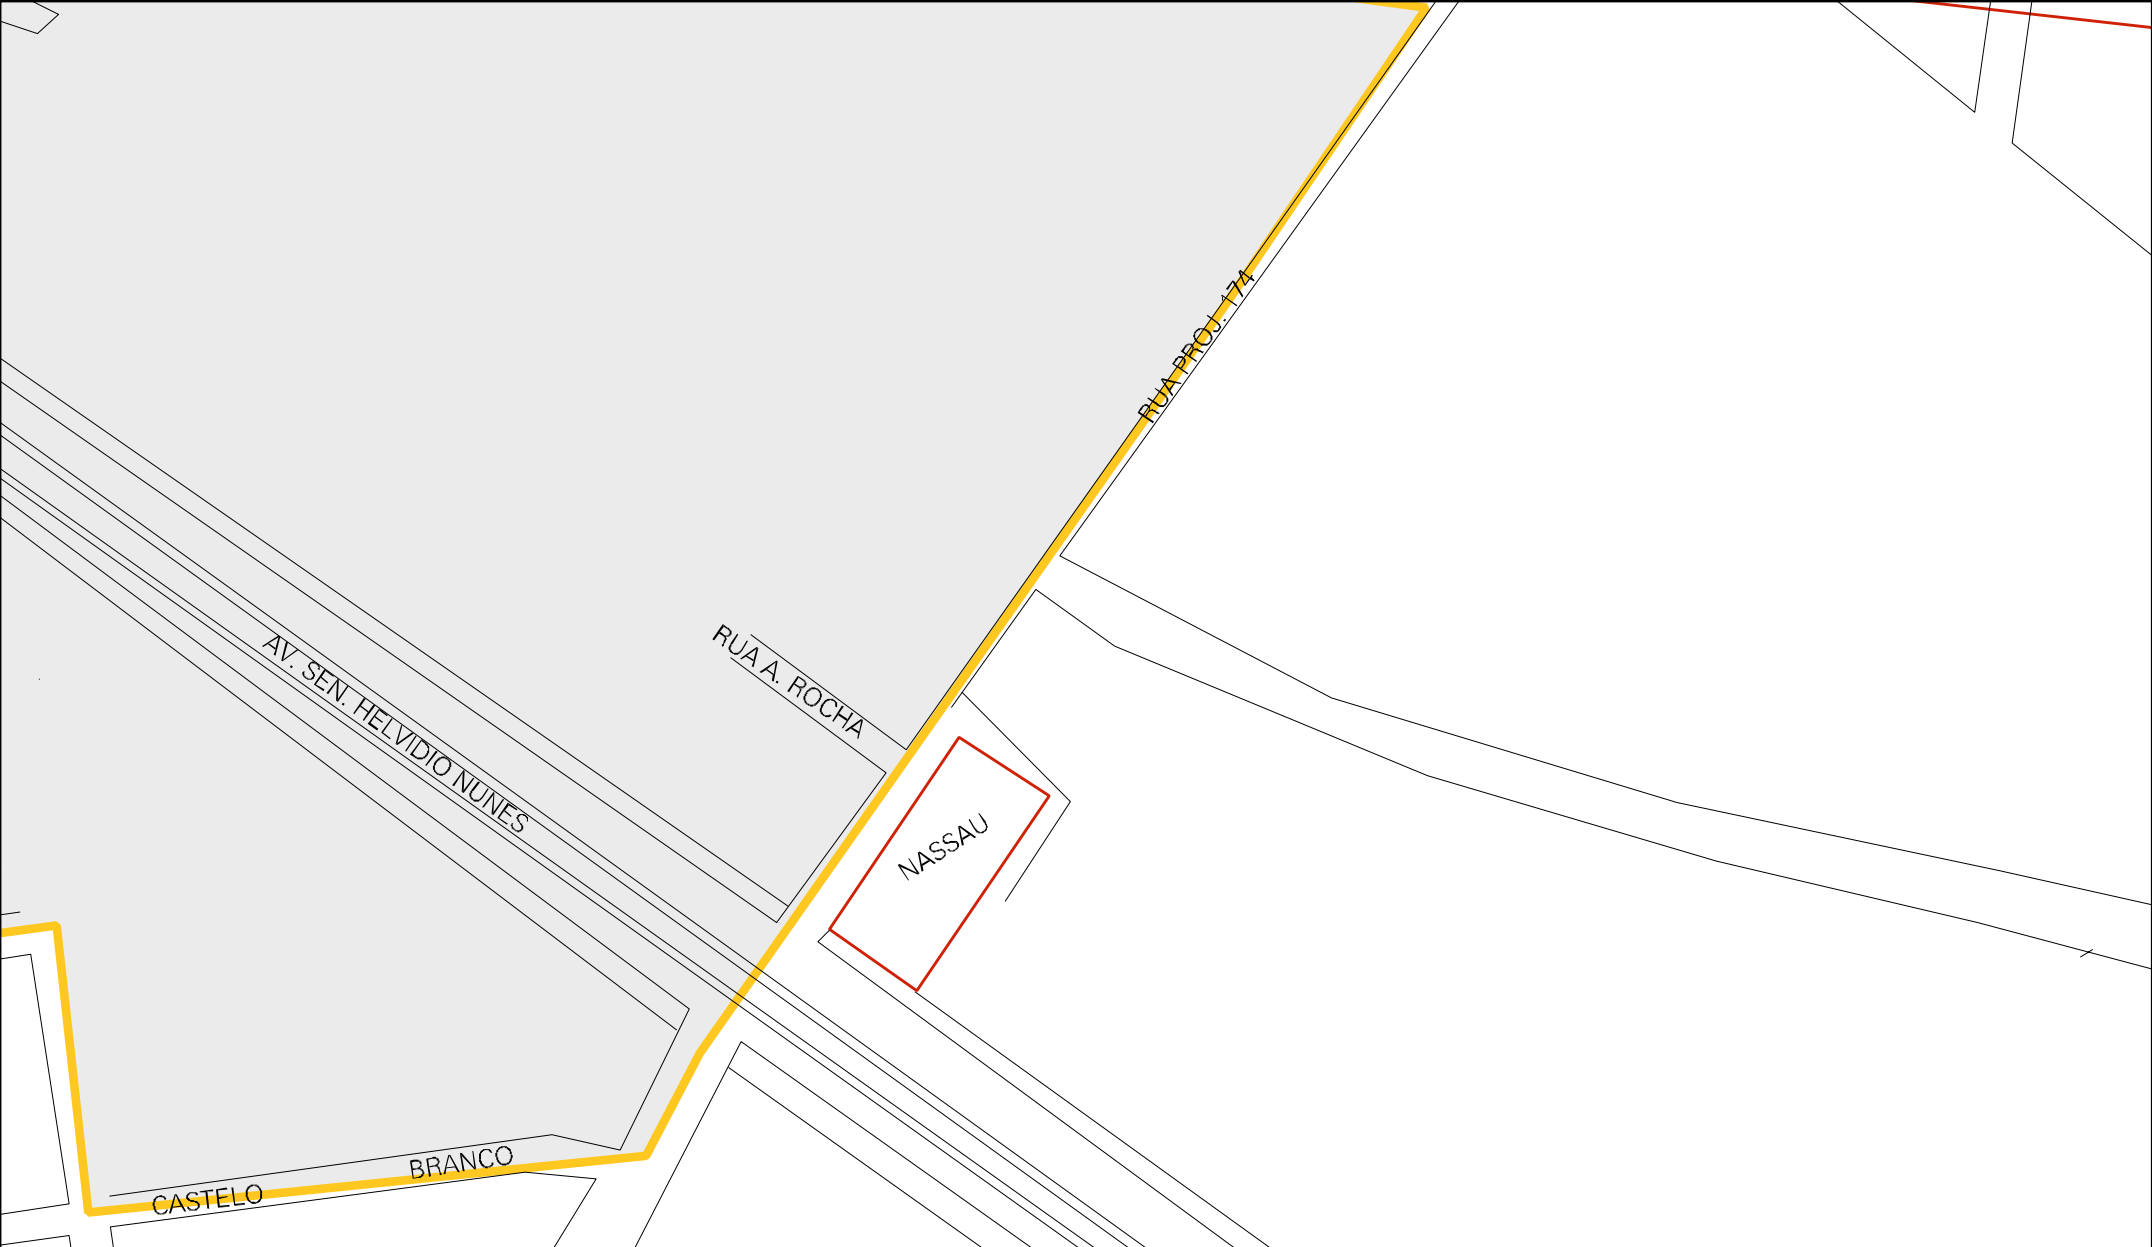 RUA PROJ. 174
RUA A. ROCHA
AV. SEN. HELVIDIO NUNES
NASSAU
BRANCO
CASTELO